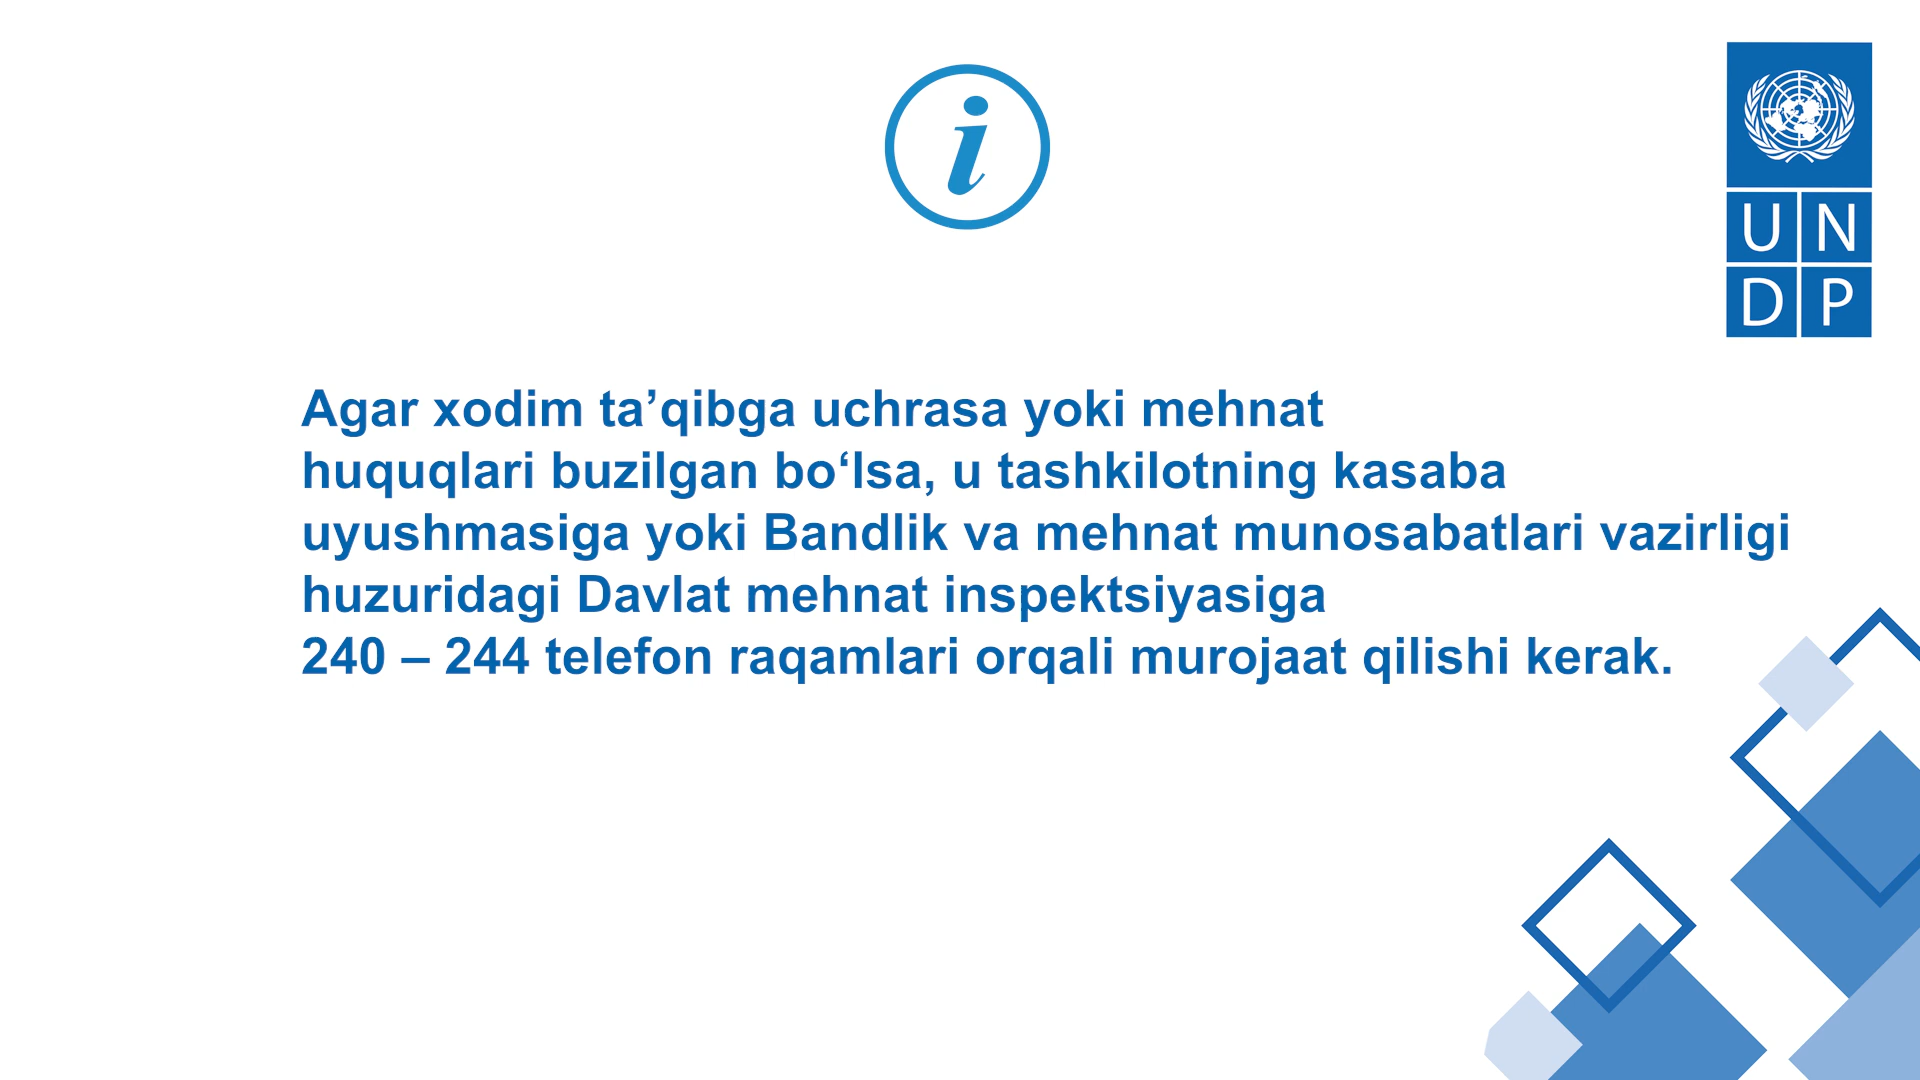 i
U N
D P
Agar xodim ta’qibga uchrasa yoki mehnat
huquqlari buzilgan bo‘lsa, u tashkilotning kasaba
uyushmasiga yoki Bandlik va mehnat munosabatlari vazirligi
huzuridagi Davlat mehnat inspektsiyasiga
240 – 244 telefon raqamlari orqali murojaat qilishi kerak.